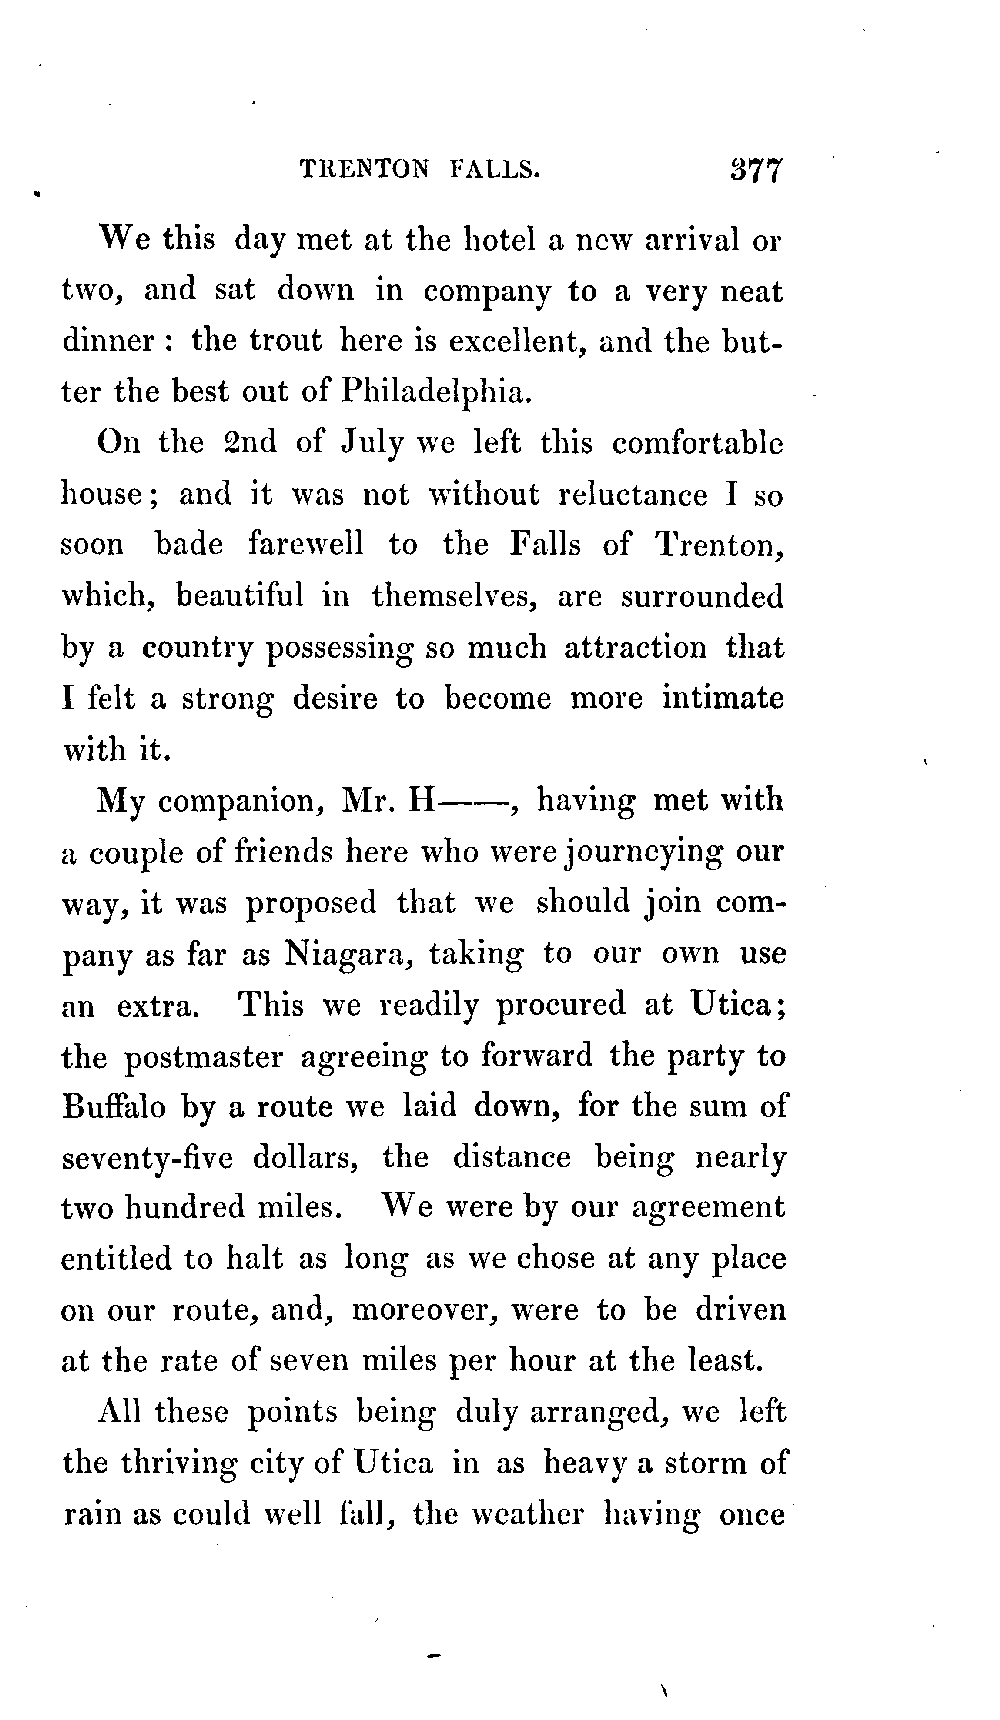 TRENTON FALLS. 377
We this day met at the hotel a new arrival or
two, and sat down in company to a very neat
dinner : the trout here is excellent, and the but-
ter the best out of Philadelphia.
On the 2nd of July we left this comfortable
house ; and it was not without reluctance I so
soon bade farewell to the Falls of Trenton,
which, beautiful in themselves, are surrounded
by a country possessing so much attraction that
I felt a strong desire to become more intimate
with it.
My companion, Mr. H——, having met with
a couple of friends here who were journeying our
way, it was proposed that we should join com-
pany as far as Niagara, taking to our own use
an extra. This we readily procured at Utica;
the postmaster agreeing to forward the party to
Buffalo by a route we laid down, for the sum of
seventy-five dollars, the distance being nearly
two hundred miles. We were by our agreement
entitled to halt as long as we chose at any place
on our route, and, moreover, were to be driven
at the rate of seven miles per hour at the least.
All these points being duly arranged, we left
the thriving city of Utica in as heavy a storm of
rain as could well fall, the weather having once